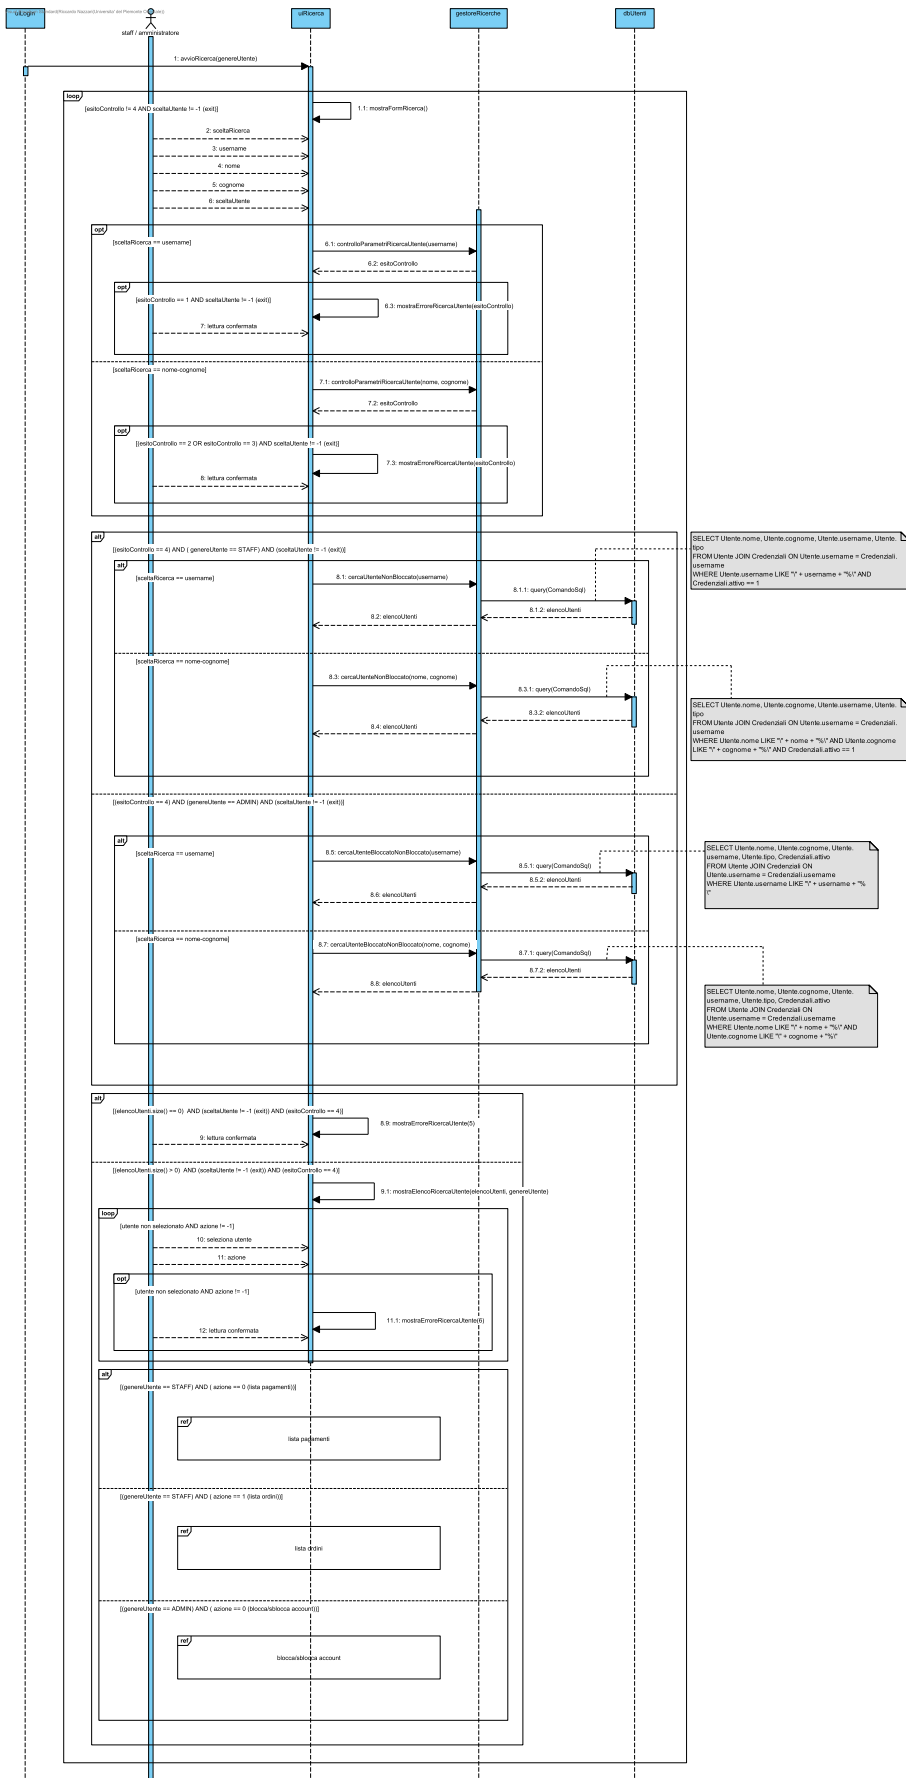 uiLogin
uiRicerca
gestoreRicerche
dbUtenti
staff / amministratore
1: avvioRicerca(genereUtente)
loop
[esitoControllo != 4 AND sceltaUtente != -1 (exit)]
1.1: mostraFormRicerca()
2: sceltaRicerca
3: username
4: nome
5: cognome
6: sceltaUtente
opt
[sceltaRicerca == username]
6.1: controlloParametriRicercaUtente(username)
6.2: esitoControllo
opt
[esitoControllo == 1 AND sceltaUtente != -1 (exit)]
6.3: mostraErroreRicercaUtente(esitoControllo)
7: lettura confermata
[sceltaRicerca == nome-cognome]
7.1: controlloParametriRicercaUtente(nome, cognome)
7.2: esitoControllo
opt
[(esitoControllo == 2 OR esitoControllo == 3) AND sceltaUtente != -1 (exit)]
7.3: mostraErroreRicercaUtente(esitoControllo)
8: lettura confermata
alt
[(esitoControllo == 4) AND ( genereUtente == STAFF) AND (sceltaUtente != -1 (exit)]
SELECT Utente.nome, Utente.cognome, Utente.username, Utente.
tipo
FROM Utente JOIN Credenziali ON Utente.username = Credenziali.
username
WHERE Utente.username LIKE "\" + username + "%\" AND
Credenziali.attivo == 1
alt
[sceltaRicerca == username]
8.1: cercaUtenteNonBloccato(username)
8.1.1: query(ComandoSql)
8.1.2: elencoUtenti
8.2: elencoUtenti
[sceltaRicerca == nome-cognome]
8.3: cercaUtenteNonBloccato(nome, cognome)
8.3.1: query(ComandoSql)
8.3.2: elencoUtenti
8.4: elencoUtenti
SELECT Utente.nome, Utente.cognome, Utente.username, Utente.
tipo
FROM Utente JOIN Credenziali ON Utente.username = Credenziali.
username
WHERE Utente.nome LIKE "\" + nome + "%\" AND Utente.cognome
LIKE "\" + cognome + "%\" AND Credenziali.attivo == 1
[(esitoControllo == 4) AND (genereUtente == ADMIN) AND (sceltaUtente != -1 (exit))]
alt
[sceltaRicerca == username]
8.5: cercaUtenteBloccatoNonBloccato(username)
8.5.1: query(ComandoSql)
8.5.2: elencoUtenti
8.6: elencoUtenti
SELECT Utente.nome, Utente.cognome, Utente.
username, Utente.tipo, Credenziali.attivo
FROM Utente JOIN Credenziali ON
Utente.username = Credenziali.username
WHERE Utente.username LIKE "\" + username + "%
\"
[sceltaRicerca == nome-cognome]
8.7: cercaUtenteBloccatoNonBloccato(nome, cognome)
8.7.1: query(ComandoSql)
8.7.2: elencoUtenti
8.8: elencoUtenti
SELECT Utente.nome, Utente.cognome, Utente.
username, Utente.tipo, Credenziali.attivo
FROM Utente JOIN Credenziali ON
Utente.username = Credenziali.username
WHERE Utente.nome LIKE "\" + nome + "%\" AND
Utente.cognome LIKE "\" + cognome + "%\"
alt
[(elencoUtenti.size() == 0) AND (sceltaUtente != -1 (exit)) AND (esitoControllo == 4)]
8.9: mostraErroreRicercaUtente(5)
9: lettura confermata
[(elencoUtenti.size() > 0) AND (sceltaUtente != -1 (exit)) AND (esitoControllo == 4)]
9.1: mostraElencoRicercaUtente(elencoUtenti, genereUtente)
loop
[utente non selezionato AND azione != -1]
10: seleziona utente
11: azione
opt
[utente non selezionato AND azione != -1]
11.1: mostraErroreRicercaUtente(6)
12: lettura confermata
alt
[(genereUtente == STAFF) AND ( azione == 0 (lista pagamenti))]
ref
lista pagamenti
[(genereUtente == STAFF) AND ( azione == 1 (lista ordini))]
ref
lista ordini
[(genereUtente == ADMIN) AND ( azione == 0 (blocca/sblocca account))]
ref
blocca/sblocca account